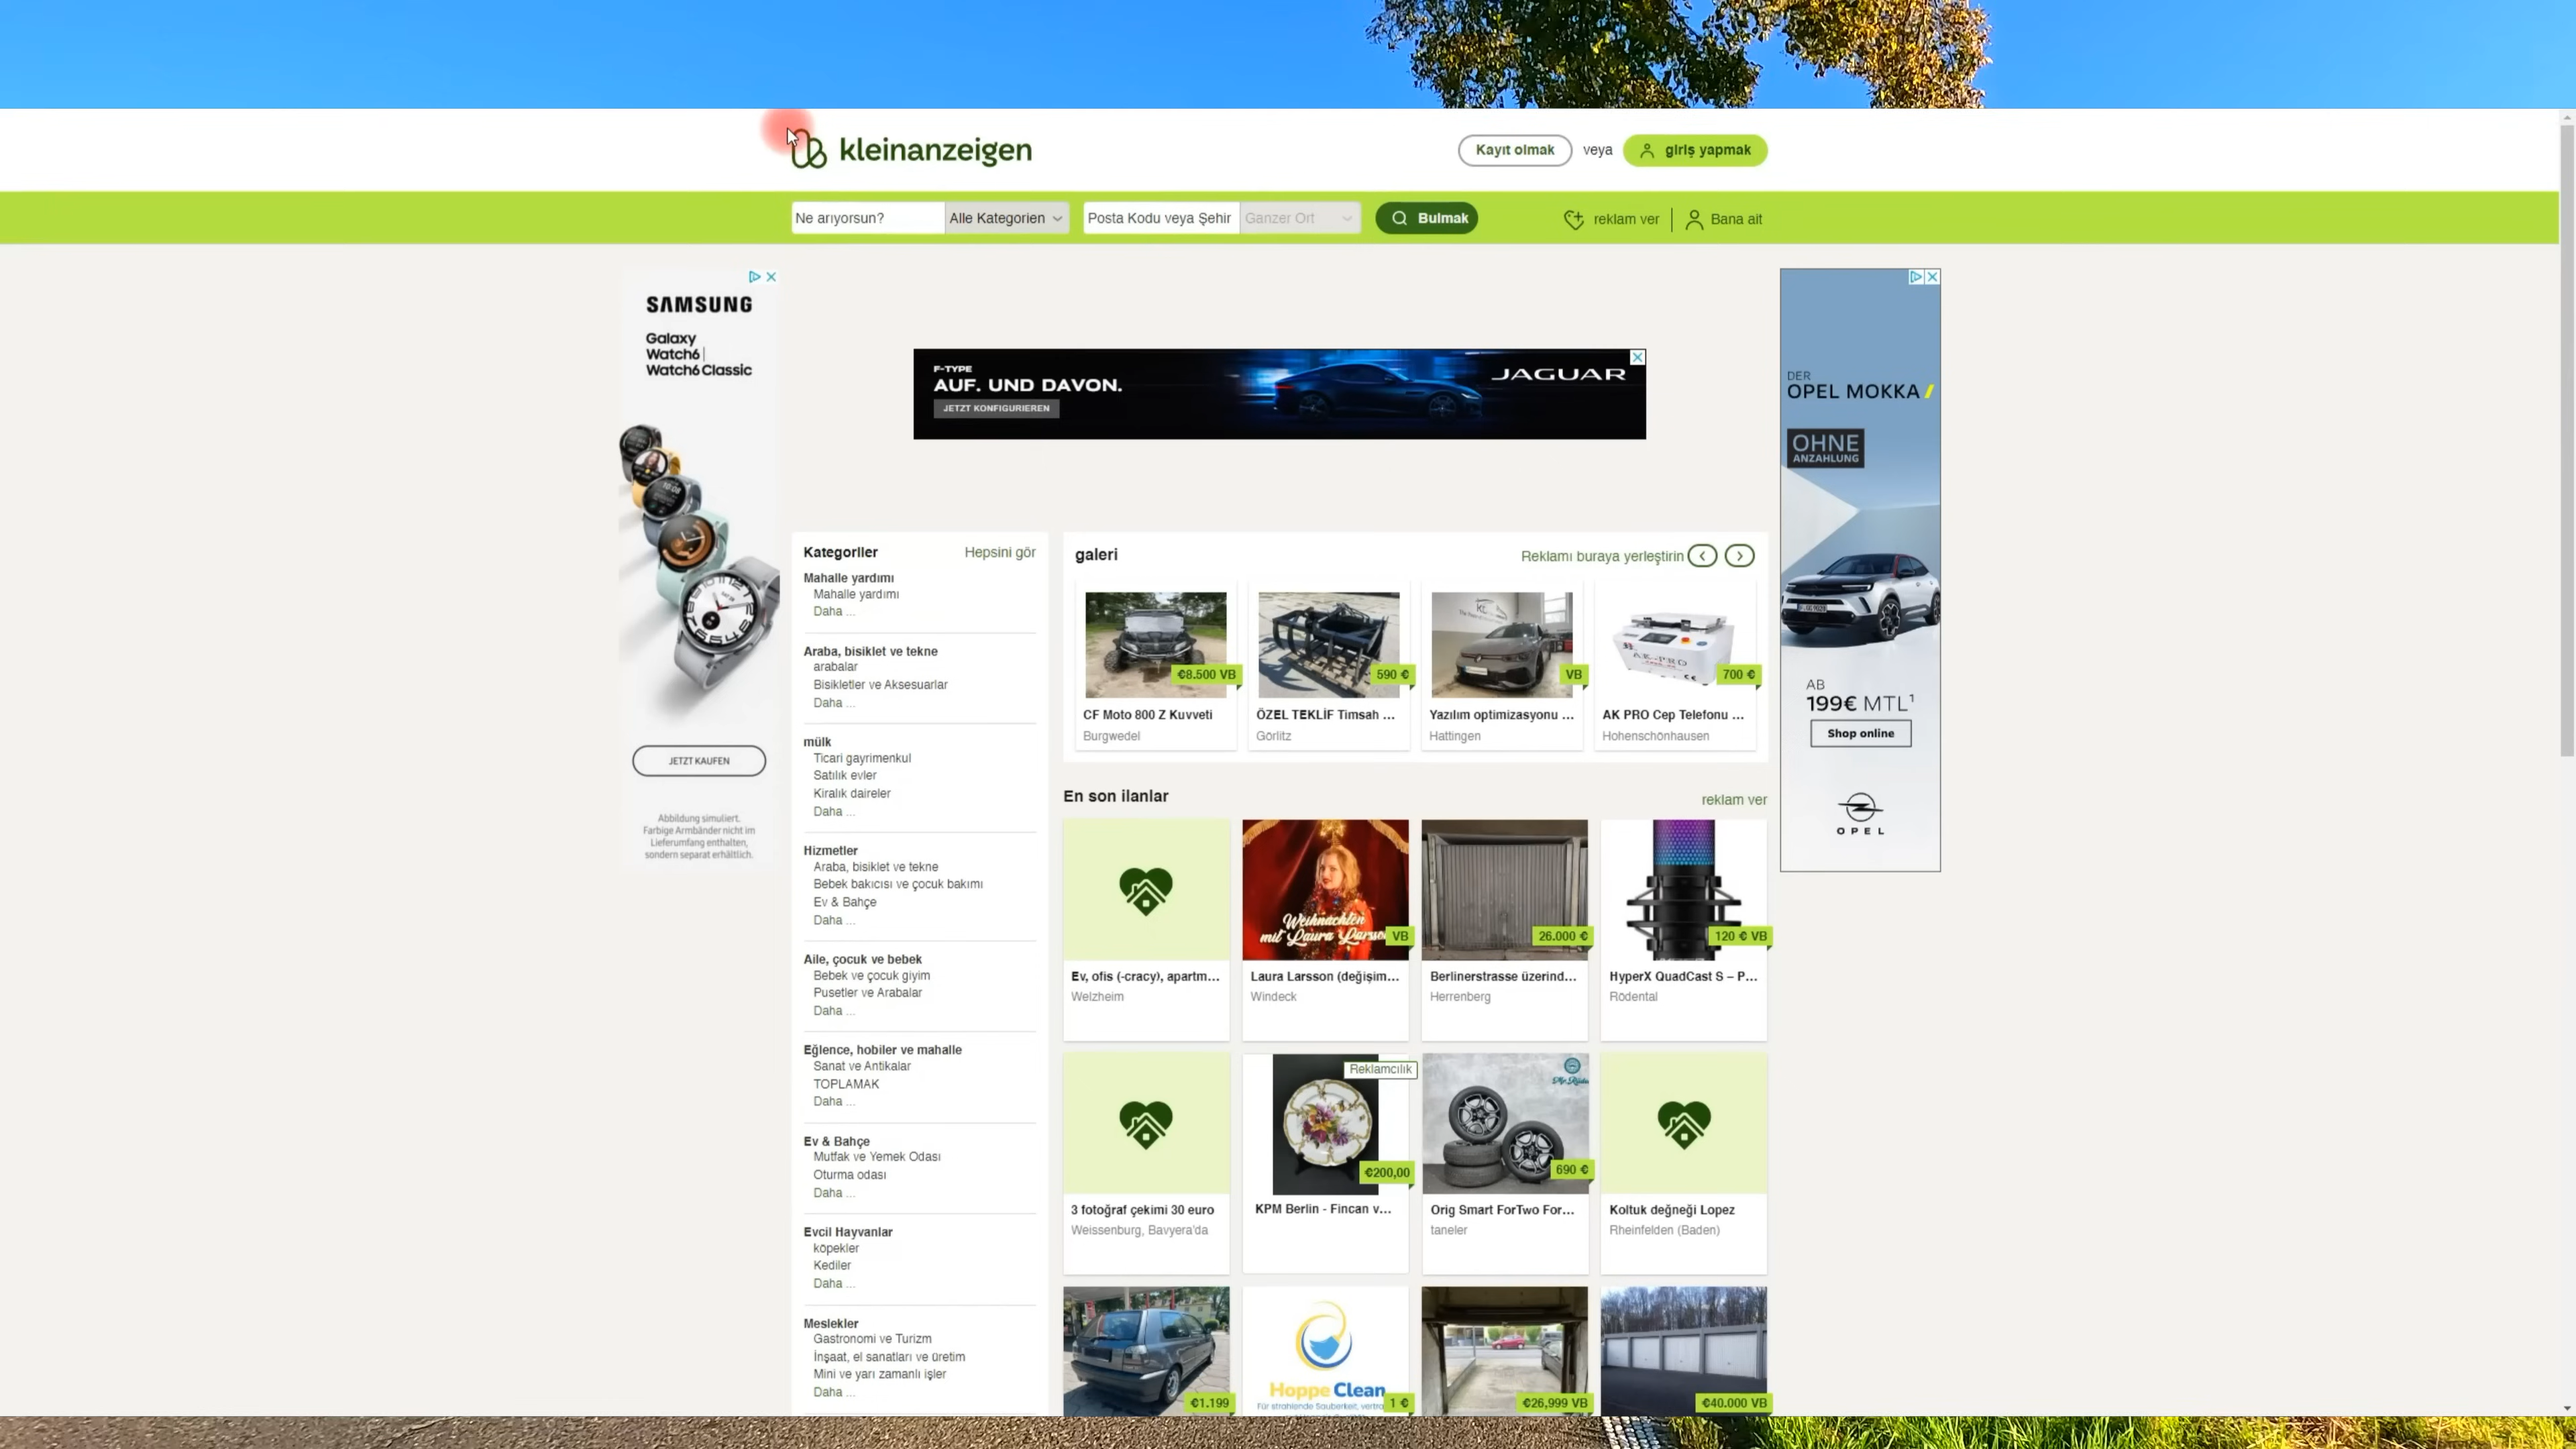 kleinanzeigen
Kayıt olmak
veya
giriş yapmak
Ne arıyorsun?
Alle Kategorien
Posta Kodu veya Şehir
Ganzer Ort
Bulmak
reklam ver
Bana ait
SAMSUNG
Galaxy
Watch6
Watch6 Classic
JETZT KAUFEN
Abbildung simuliert.
Farbige Armbänder nicht im
Lieferumfang enthalten,
sondern separat erhältlich.
F-TYPE
AUF. UND DAVON.
JETZT KONFIGURIEREN
JAGUAR
DER
OPEL MOKKA
OHNE
ANZAHLUNG
AB
199€ MTL¹
Shop online
OPEL
Kategoriler
Hepsini gör
Mahalle yardımı
Mahalle yardımı
Daha ...
Araba, bisiklet ve tekne
arabalar
Bisikletler ve Aksesuarlar
Daha ...
mülk
Ticari gayrimenkul
Satılık evler
Kiralık daireler
Daha ...
Hizmetler
Araba, bisiklet ve tekne
Bebek bakıcısı ve çocuk bakımı
Ev & Bahçe
Daha ...
Aile, çocuk ve bebek
Bebek ve çocuk giyim
Pusetler ve Arabalar
Daha ...
Eğlence, hobiler ve mahalle
Sanat ve Antikalar
TOPLAMAK
Daha ...
Ev & Bahçe
Mutfak ve Yemek Odası
Oturma odası
Daha ...
Evcil Hayvanlar
köpekler
Kediler
Daha ...
Meslekler
Gastronomi ve Turizm
İnşaat, el sanatları ve üretim
Mini ve yarı zamanlı işler
Daha ...
galeri
Reklamı buraya yerleştirin
€8.500 VB
CF Moto 800 Z Kuvveti
Burgwedel
590 €
ÖZEL TEKLİF Timsah ...
Görlitz
VB
Yazılım optimizasyonu ...
Hattingen
AK-PRO
700 €
AK PRO Cep Telefonu ...
Hohenschönhausen
En son ilanlar
reklam ver
Ev, ofis (-cracy), apartm...
Welzheim
Weihnachten
mit Laura Larsson
VB
Laura Larsson (değişim...
Windeck
26.000 €
Berlinerstrasse üzerind...
Herrenberg
120 € VB
HyperX QuadCast S – P...
Rödental
3 fotoğraf çekimi 30 euro
Weissenburg, Bavyera'da
Reklamcılık
€200,00
KPM Berlin - Fincan v...
690 €
Orig Smart ForTwo For...
taneler
Koltuk değneği Lopez
Rheinfelden (Baden)
€1.199
Hoppe Clean
Für strahlende Sauberkeit,
1 €
€26,999 VB
€40.000 VB